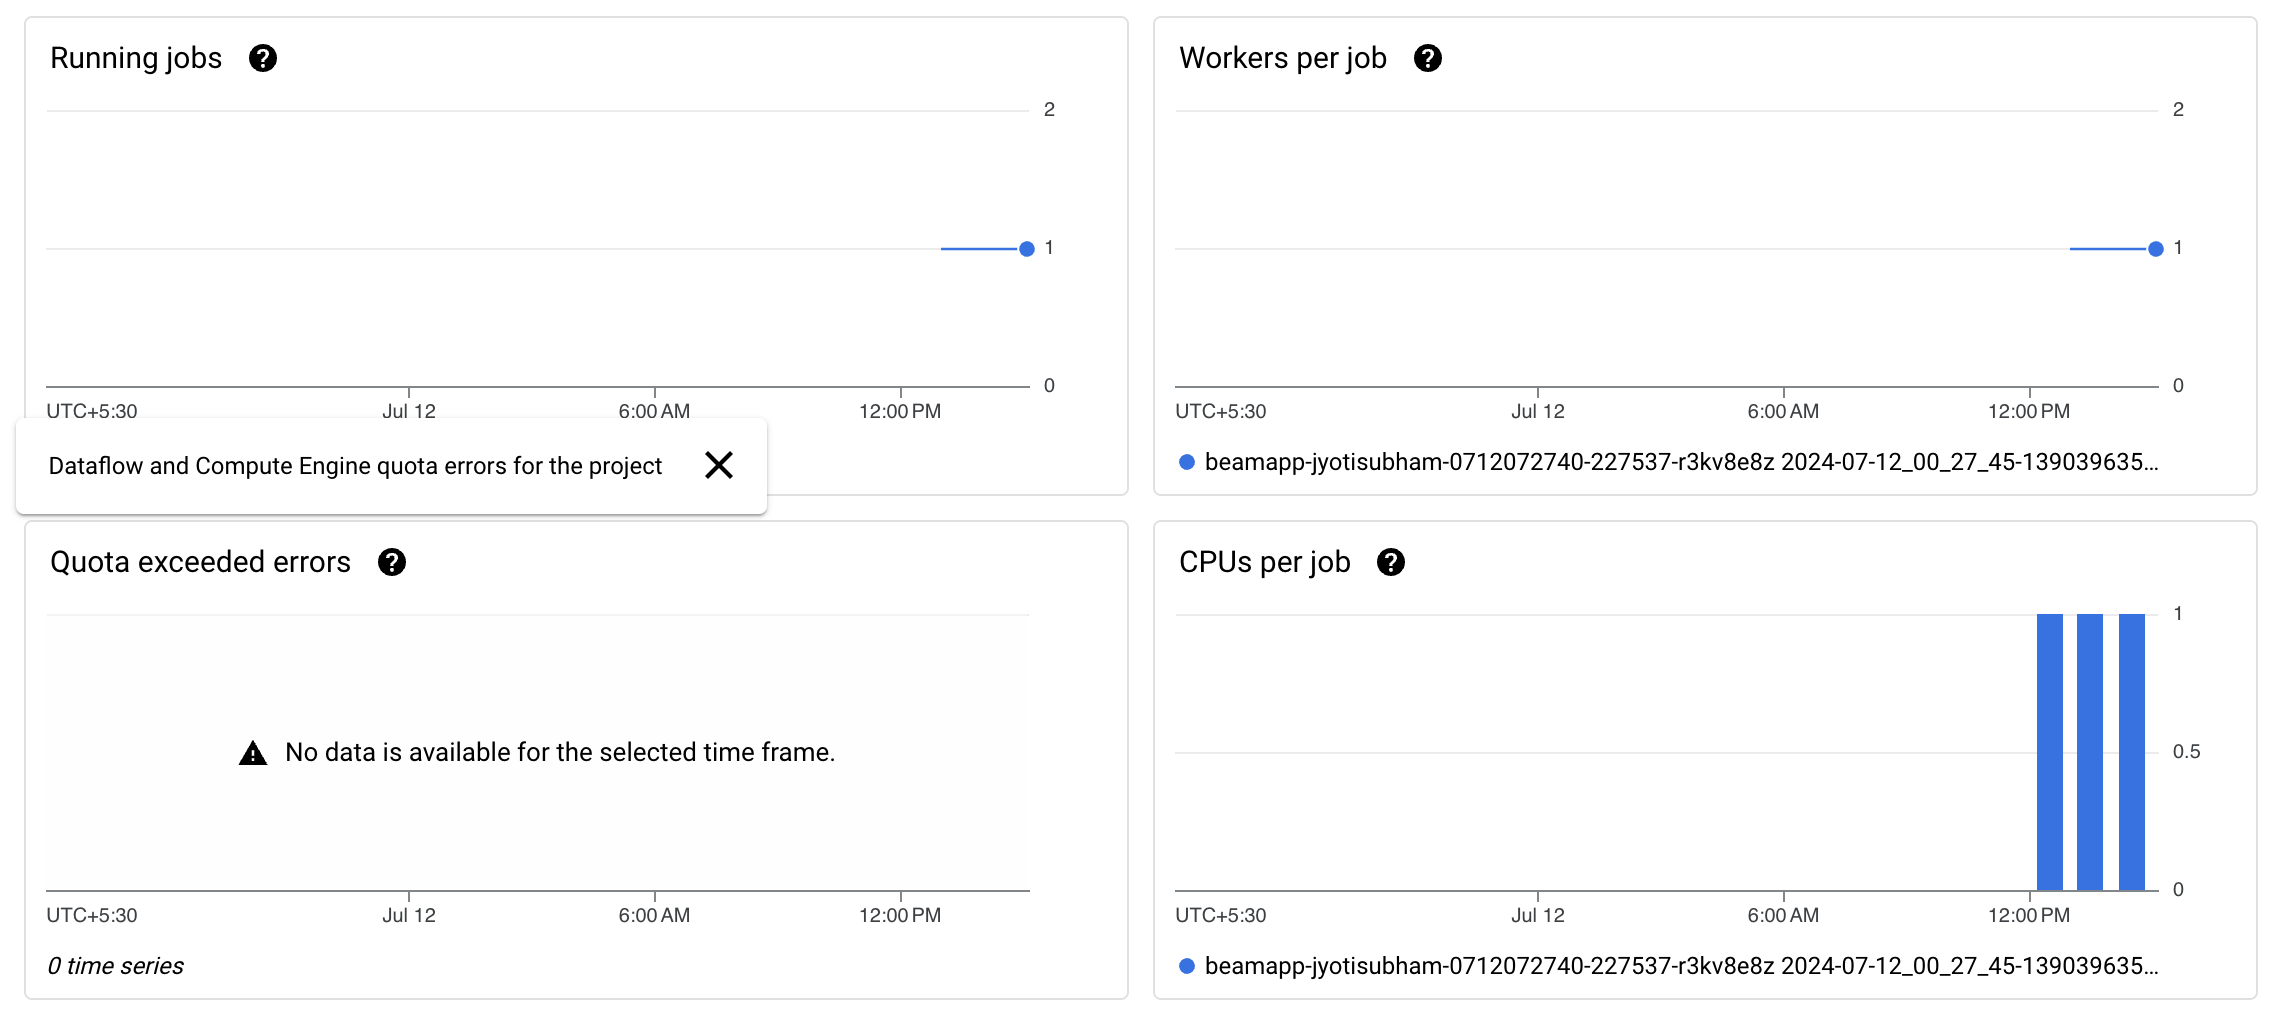 Running jobs
2
1
0
UTC+5:30 Jul 12 6:00 AM 12:00 PM
Dataflow and Compute Engine quota errors for the project
Workers per job
2
1
0
UTC+5:30 Jul 12 6:00 AM 12:00 PM
beamapp-jyotisubham-0712072740-227537-r3kv8e8z 2024-07-12_00_27_45-139039635...
Quota exceeded errors
No data is available for the selected time frame.
UTC+5:30 Jul 12 6:00 AM 12:00 PM
0 time series
CPUs per job
1
0.5
0
UTC+5:30 Jul 12 6:00 AM 12:00 PM
beamapp-jyotisubham-0712072740-227537-r3kv8e8z 2024-07-12_00_27_45-139039635...